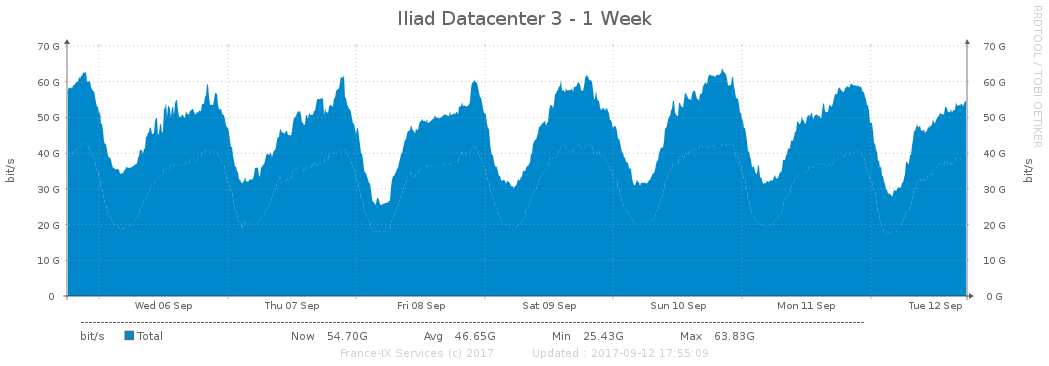 Iliad Datacenter 3 - 1 Week
RRDTOOL / TOBI OETIKER
bit/s
70 G 70 G
60 G 60 G
50 G 50 G
40 G 40 G
30 G 30 G
20 G 20 G
10 G 10 G
0 0 G
bit/s
Wed 06 Sep Thu 07 Sep Fri 08 Sep Sat 09 Sep Sun 10 Sep Mon 11 Sep Tue 12 Sep
bit/s Total Now 54.70G Avg 46.65G Min 25.43G Max 63.83G
France-IX Services (c) 2017 Updated : 2017-09-12 17:55:09